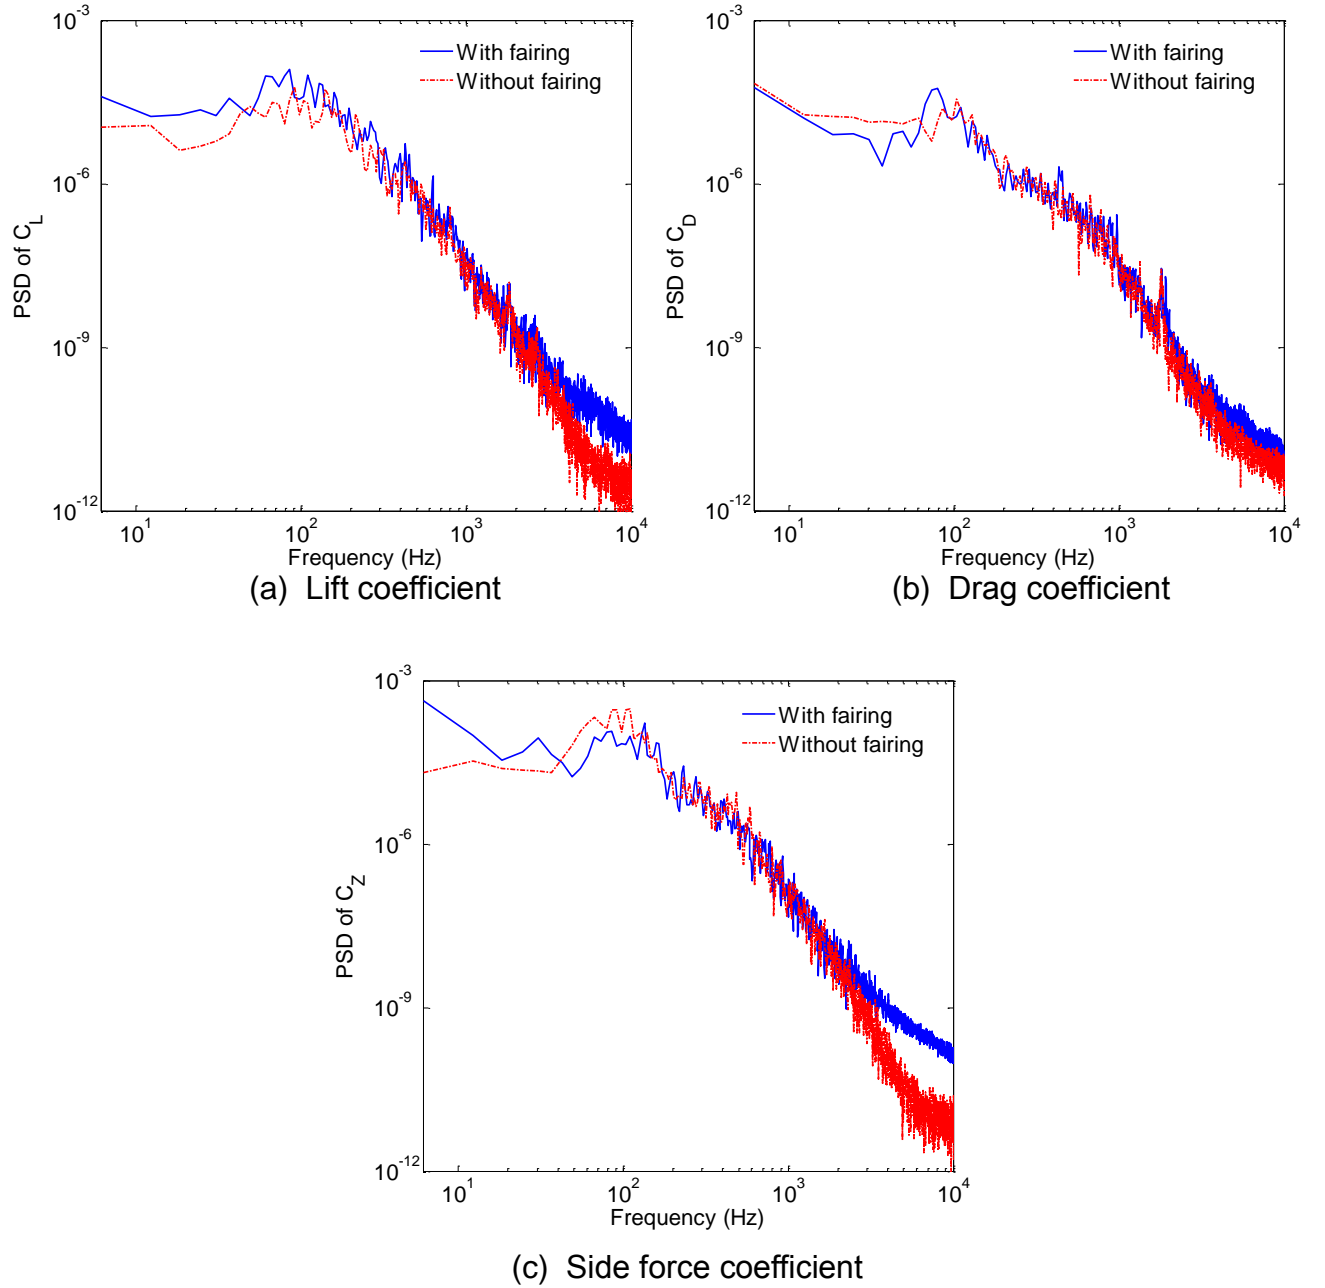 10^-3
10^-6
10^-9
10^-12
PSD of C_L
With fairing
Without fairing
10^1
10^2
10^3
10^4
Frequency (Hz)
(a) Lift coefficient
10^-3
10^-6
10^-9
10^-12
PSD of C_D
With fairing
Without fairing
10^1
10^2
10^3
10^4
Frequency (Hz)
(b) Drag coefficient
10^-3
10^-6
10^-9
10^-12
PSD of C_Z
With fairing
Without fairing
10^1
10^2
10^3
10^4
Frequency (Hz)
(c) Side force coefficient